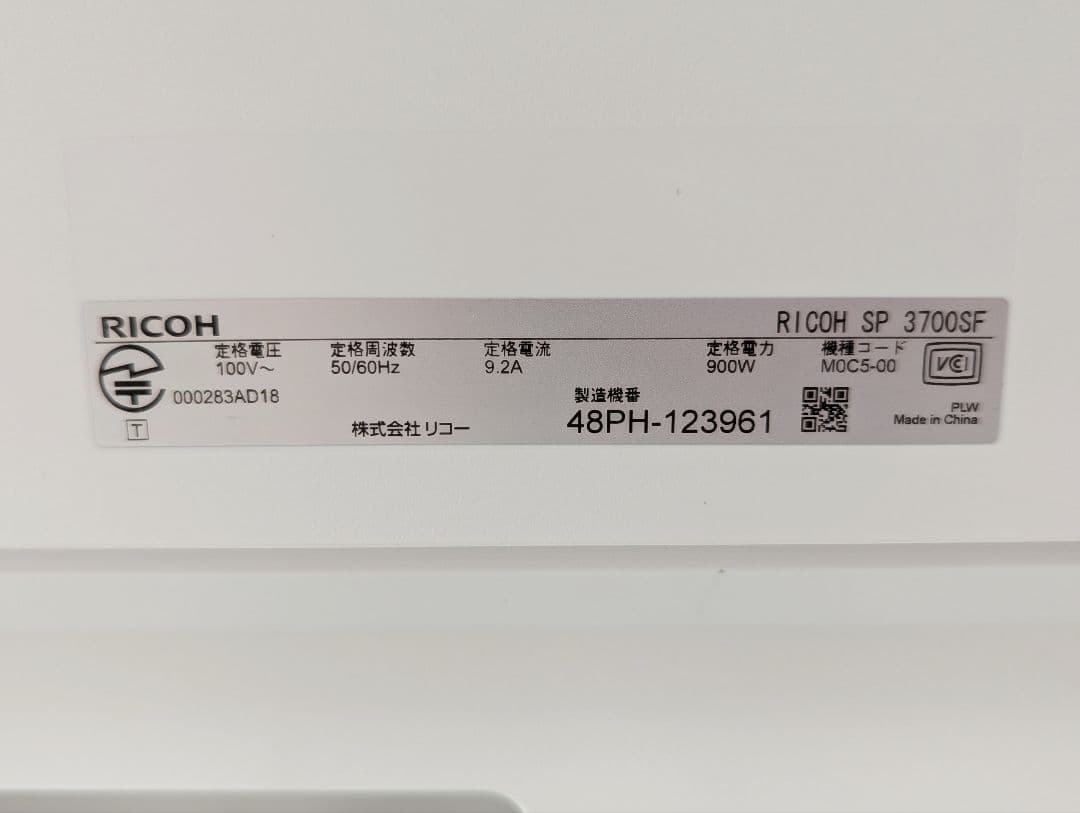 RICOH
RICOH SP 3700SF
定格電圧 定格周波数 定格電流 定格電力 機種コード
100V～ 50/60Hz 9.2A 900W M0C5-00
VCI
000283AD18
製造機番
T
株式会社リコー
48PH-123961
PLW
Made in China